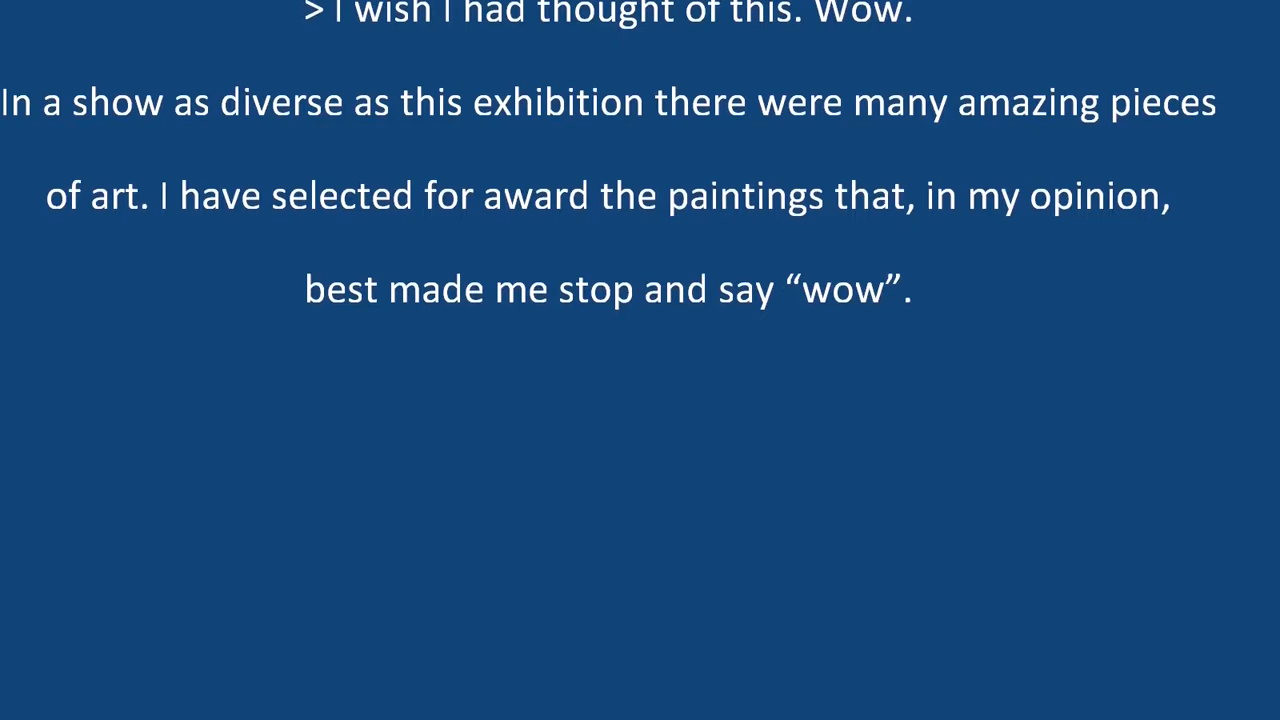 > I wish I had thought of this. Wow.
In a show as diverse as this exhibition there were many amazing pieces
of art. I have selected for award the paintings that, in my opinion,
best made me stop and say “wow”.